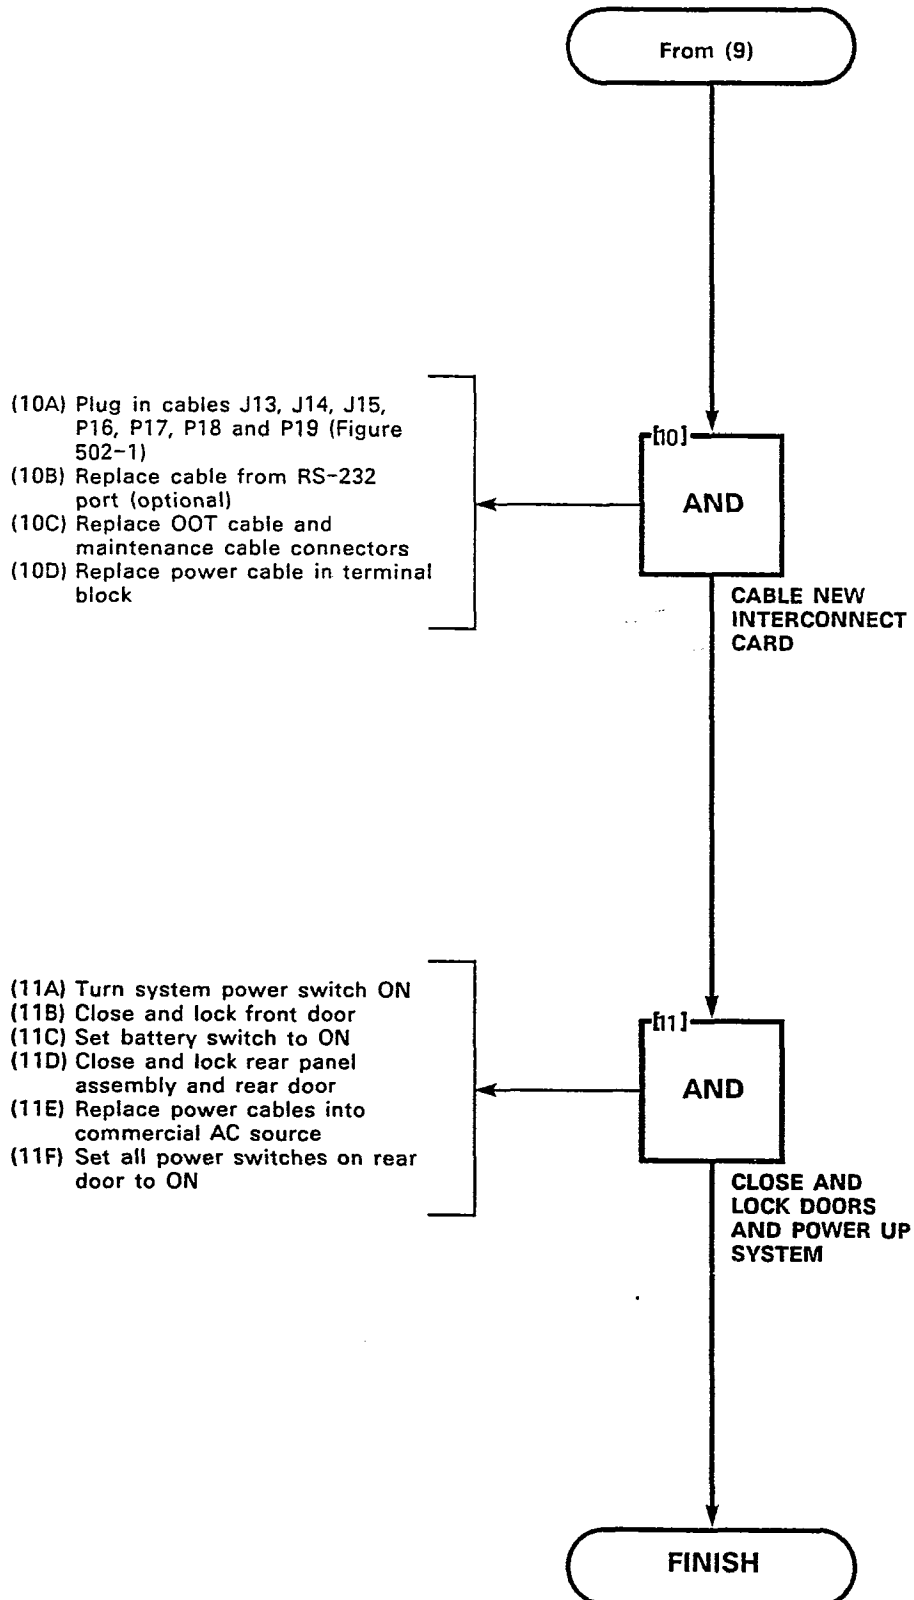 From (9)
(10A) Plug in cables J13, J14, J15,
P16, P17, P18 and P19 (Figure
502-1)
(10B) Replace cable from RS-232
port (optional)
(10C) Replace OOT cable and
maintenance cable connectors
(10D) Replace power cable in terminal
block
[10]
AND
CABLE NEW
INTERCONNECT
CARD
(11A) Turn system power switch ON
(11B) Close and lock front door
(11C) Set battery switch to ON
(11D) Close and lock rear panel
assembly and rear door
(11E) Replace power cables into
commercial AC source
(11F) Set all power switches on rear
door to ON
[11]
AND
CLOSE AND
LOCK DOORS
AND POWER UP
SYSTEM
FINISH